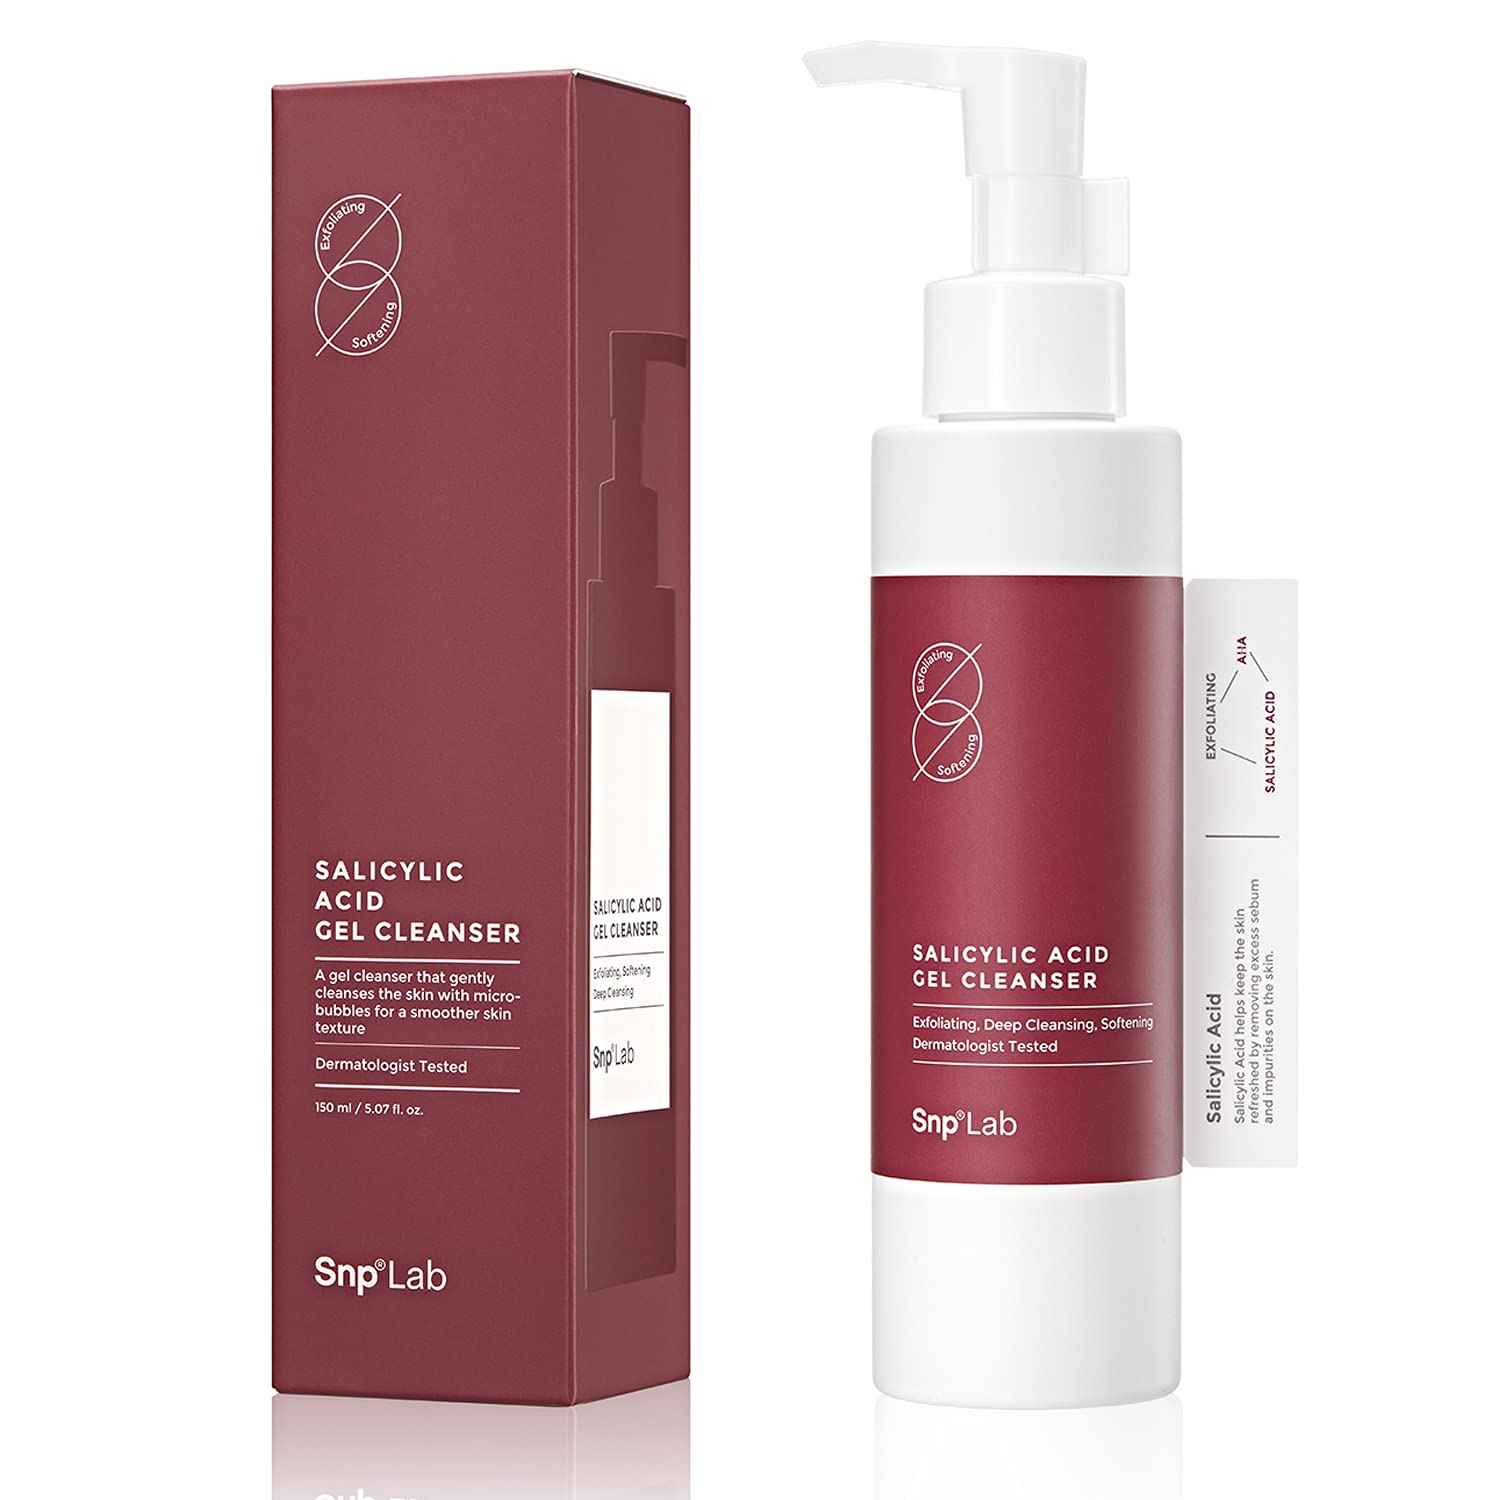 Exfoliating
Softening
SALICYLIC
ACID
GEL CLEANSER
A gel cleanser that gently
cleanses the skin with micro-
bubbles for a smoother skin
texture
Dermatologist Tested
150 ml / 5.07 fl. oz.
Snp® Lab
SALICYLIC ACID
GEL CLEANSER
Exfoliating, Softening
Deep Cleansing
Snp® Lab
Exfoliating
Softening
SALICYLIC ACID
GEL CLEANSER
Exfoliating, Deep Cleansing, Softening
Dermatologist Tested
Snp® Lab
EXFOLIATING
AHA
SALICYLIC ACID
Salicylic Acid
Salicylic Acid helps keep the skin
refreshed by removing excess sebum
and impurities on the skin.